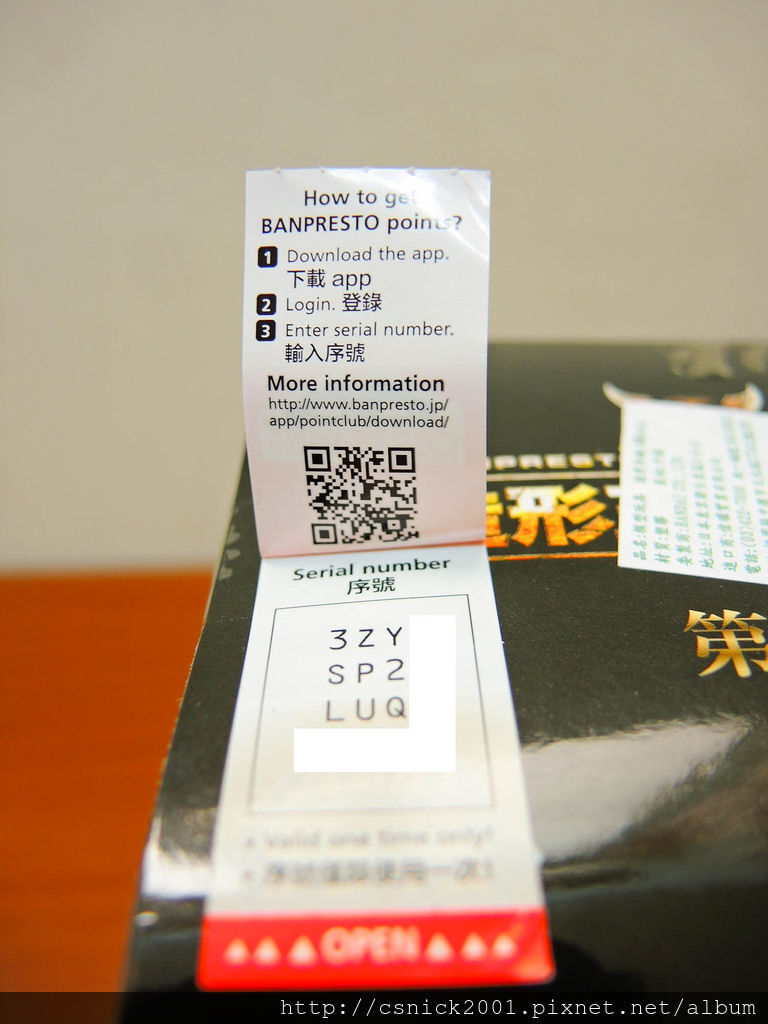 How to get
BANPRESTO points?
1 Download the app.
下載 app
2 Login. 登錄
3 Enter serial number.
輸入序號
More information
http://www.banpresto.jp/
app/pointclub/download/
Serial number
序號
3ZY
SP2
LUQ
• Valid one time only!
• 序號僅限使用一次!
▲▲▲OPEN▲▲▲
形
第
http://csnick2001.pixnet.net/album